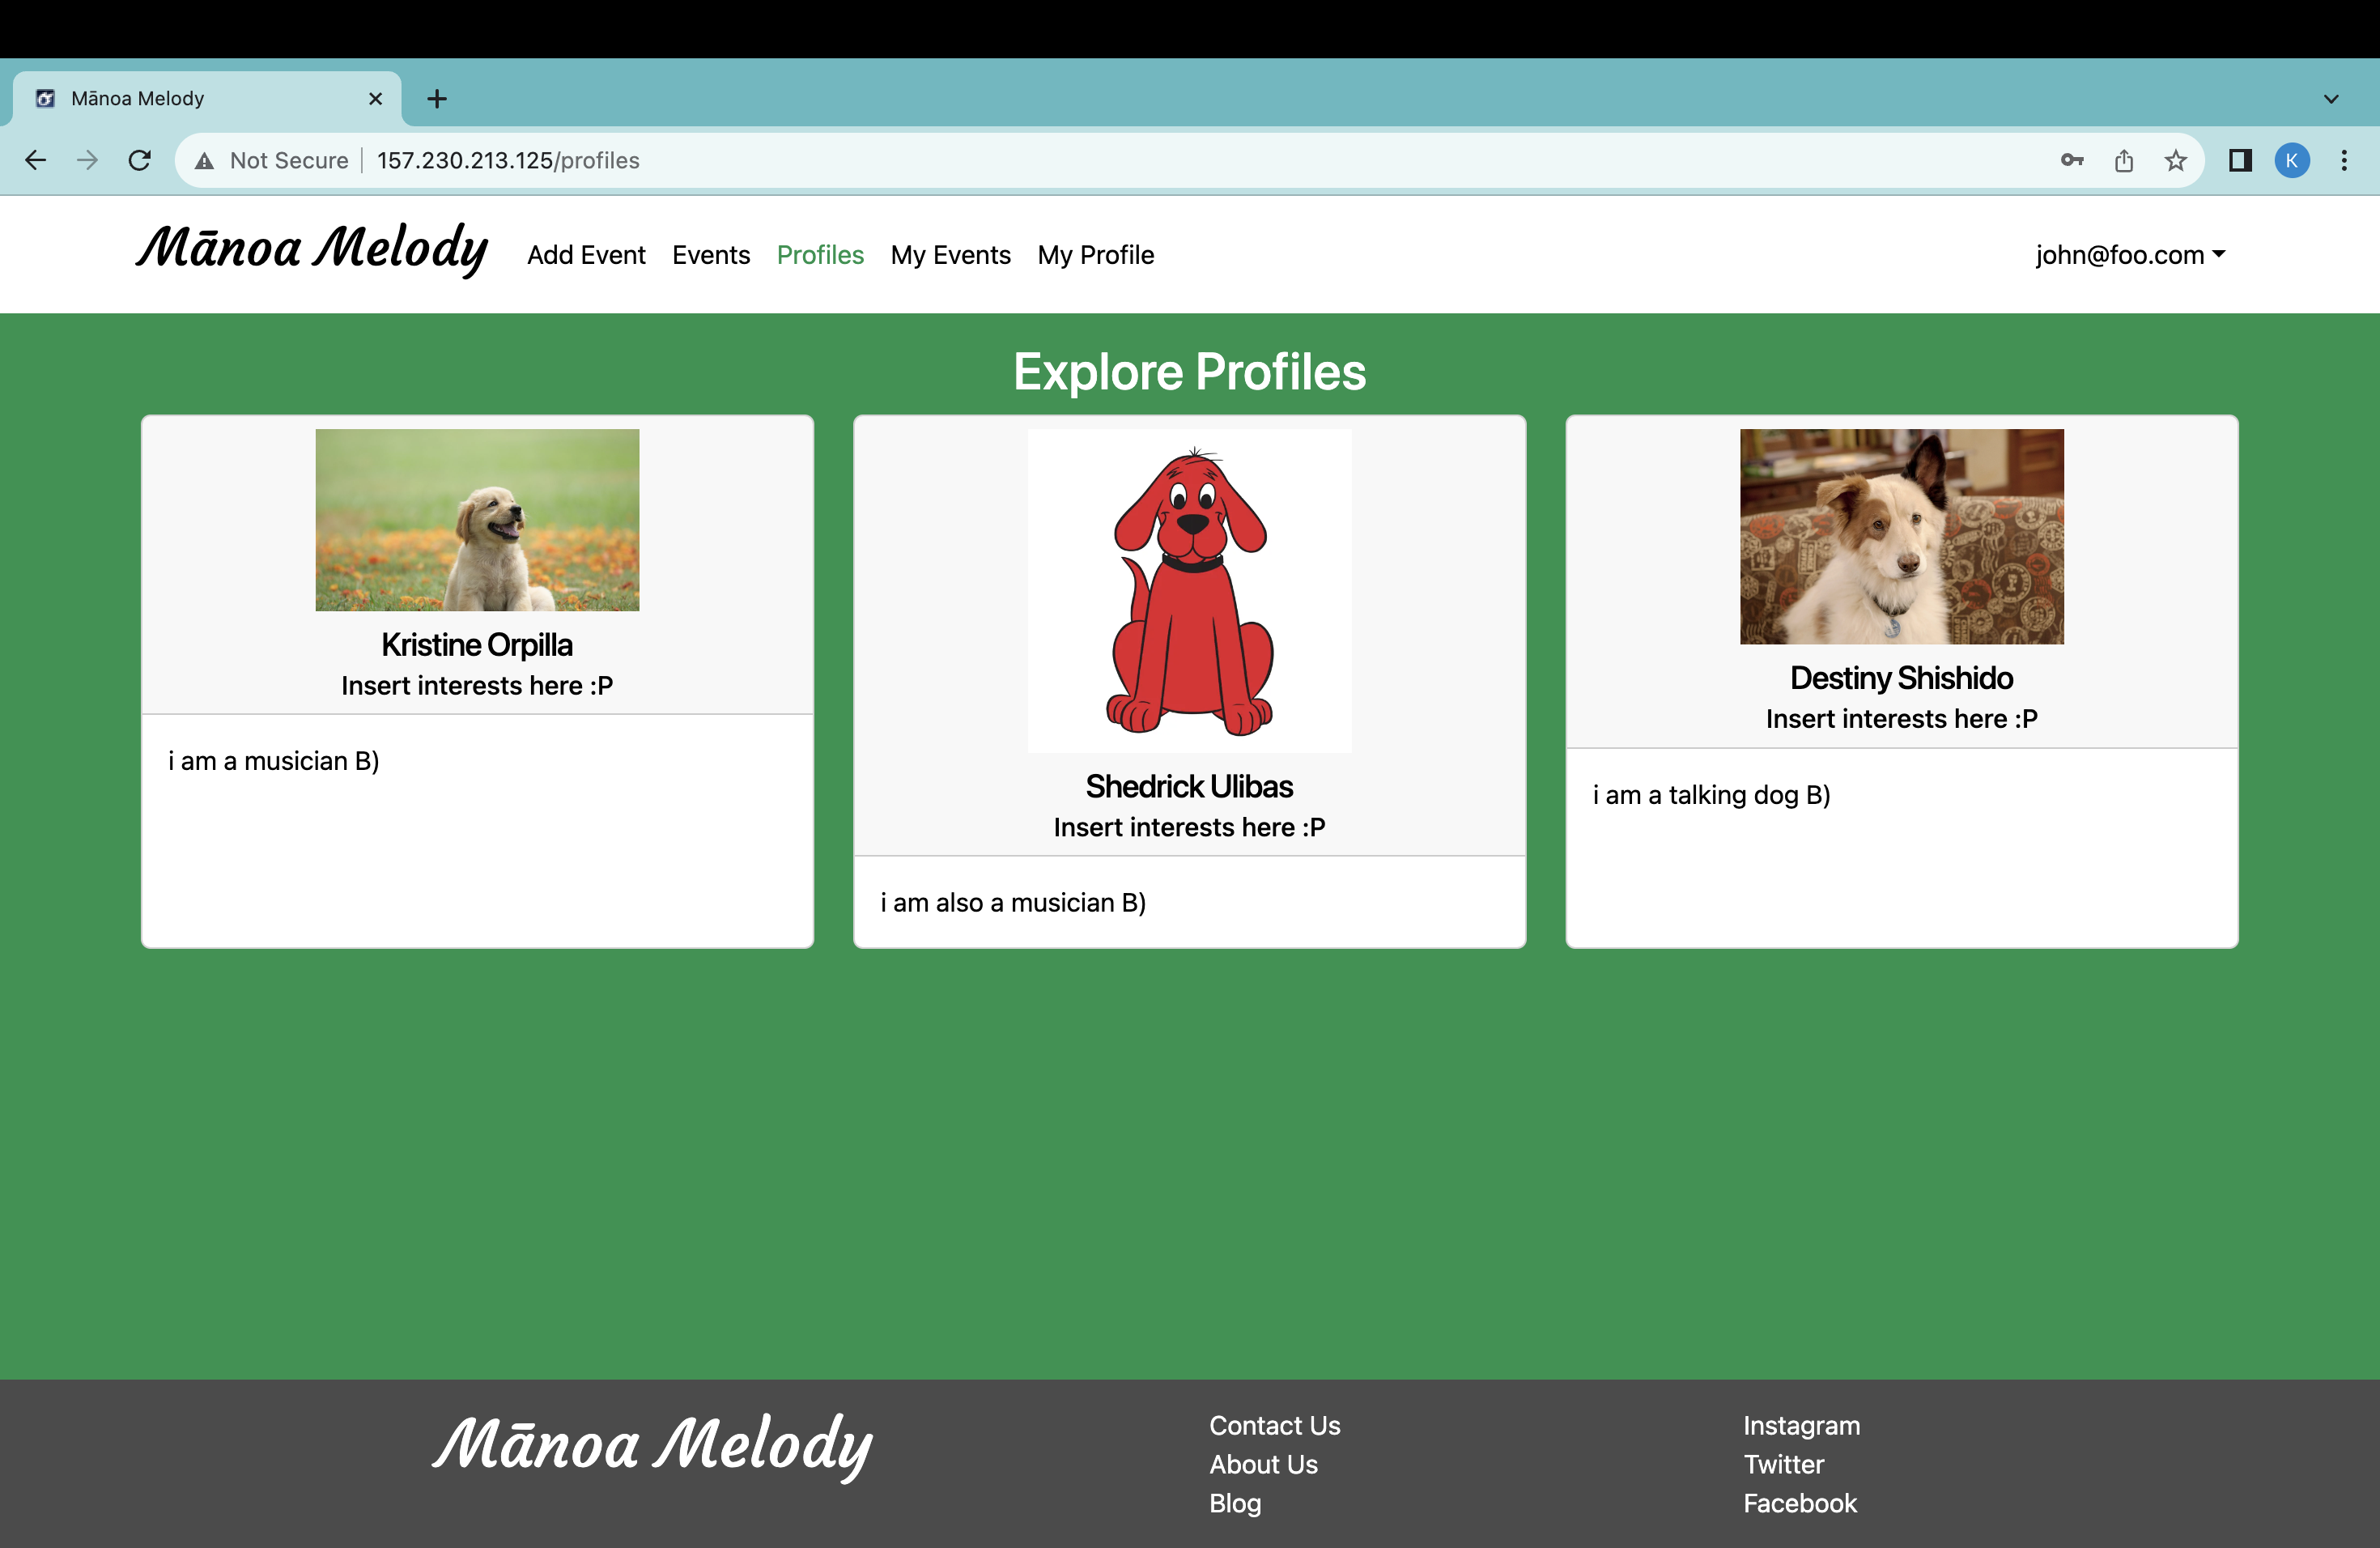 Mānoa Melody
Not Secure 157.230.213.125/profiles
K
Mānoa Melody Add Event Events Profiles My Events My Profile john@foo.com
Explore Profiles
Kristine Orpilla
Insert interests here :P
i am a musician B)
Shedrick Ulibas
Insert interests here :P
i am also a musician B)
Destiny Shishido
Insert interests here :P
i am a talking dog B)
Mānoa Melody
Contact Us
About Us
Blog
Instagram
Twitter
Facebook